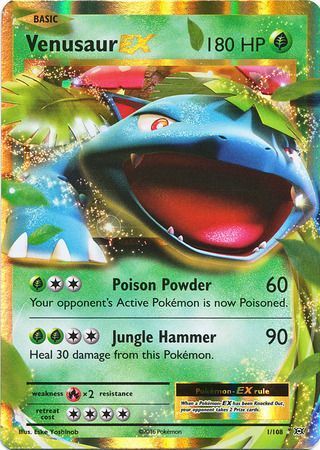 BASIC
Venusaur EX 180 HP
Poison Powder 60
Your opponent's Active Pokémon is now Poisoned.
Jungle Hammer 90
Heal 30 damage from this Pokémon.
weakness ×2 resistance
retreat cost
Pokémon-EX rule
When a Pokémon-EX has been Knocked Out,
your opponent takes 2 Prize cards.
Illus. Eske Yoshinob
©2016 Pokémon
1/108